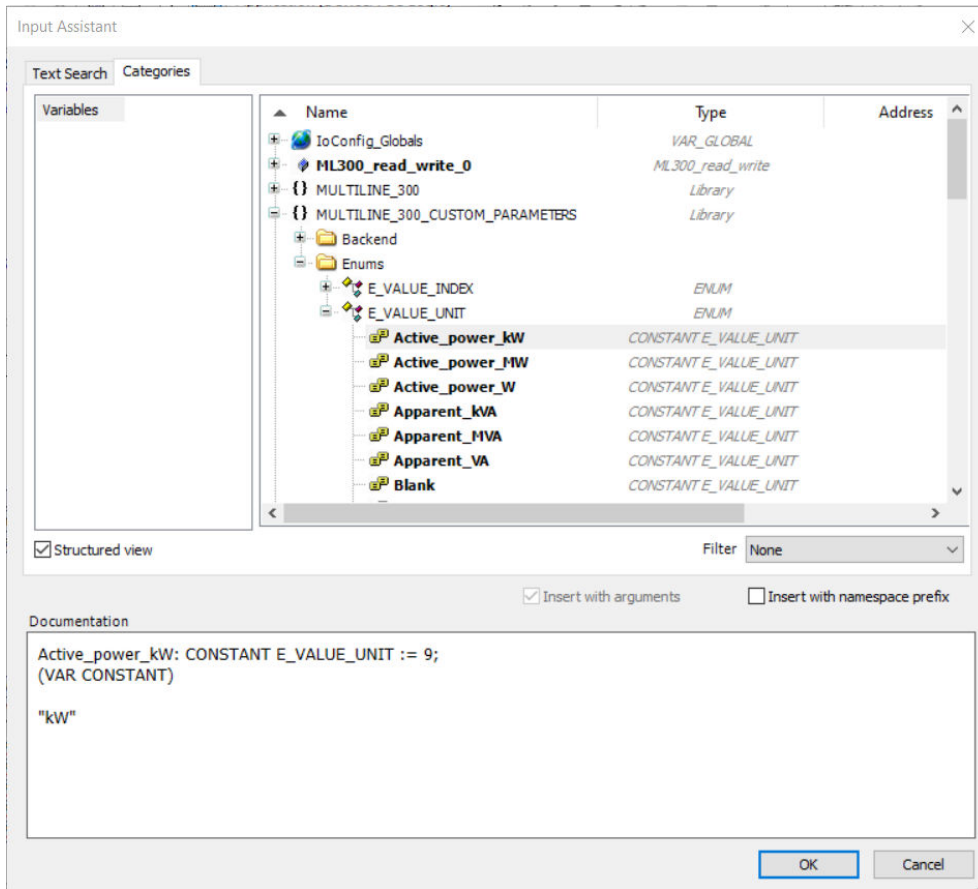 Input Assistant
Text Search Categories
Variables
Name Type Address
IoConfig_Globals VAR_GLOBAL
ML300_read_write_0 ML300_read_write
{} MULTILINE_300 Library
{} MULTILINE_300_CUSTOM_PARAMETERS Library
Backend
Enums
E_VALUE_INDEX ENUM
E_VALUE_UNIT ENUM
Active_power_kW CONSTANT E_VALUE_UNIT
Active_power_MW CONSTANT E_VALUE_UNIT
Active_power_W CONSTANT E_VALUE_UNIT
Apparent_kVA CONSTANT E_VALUE_UNIT
Apparent_MVA CONSTANT E_VALUE_UNIT
Apparent_VA CONSTANT E_VALUE_UNIT
Blank CONSTANT E_VALUE_UNIT
Structured view Filter None
Insert with arguments Insert with namespace prefix
Documentation
Active_power_kW: CONSTANT E_VALUE_UNIT := 9;
(VAR CONSTANT)
"kW"
OK Cancel